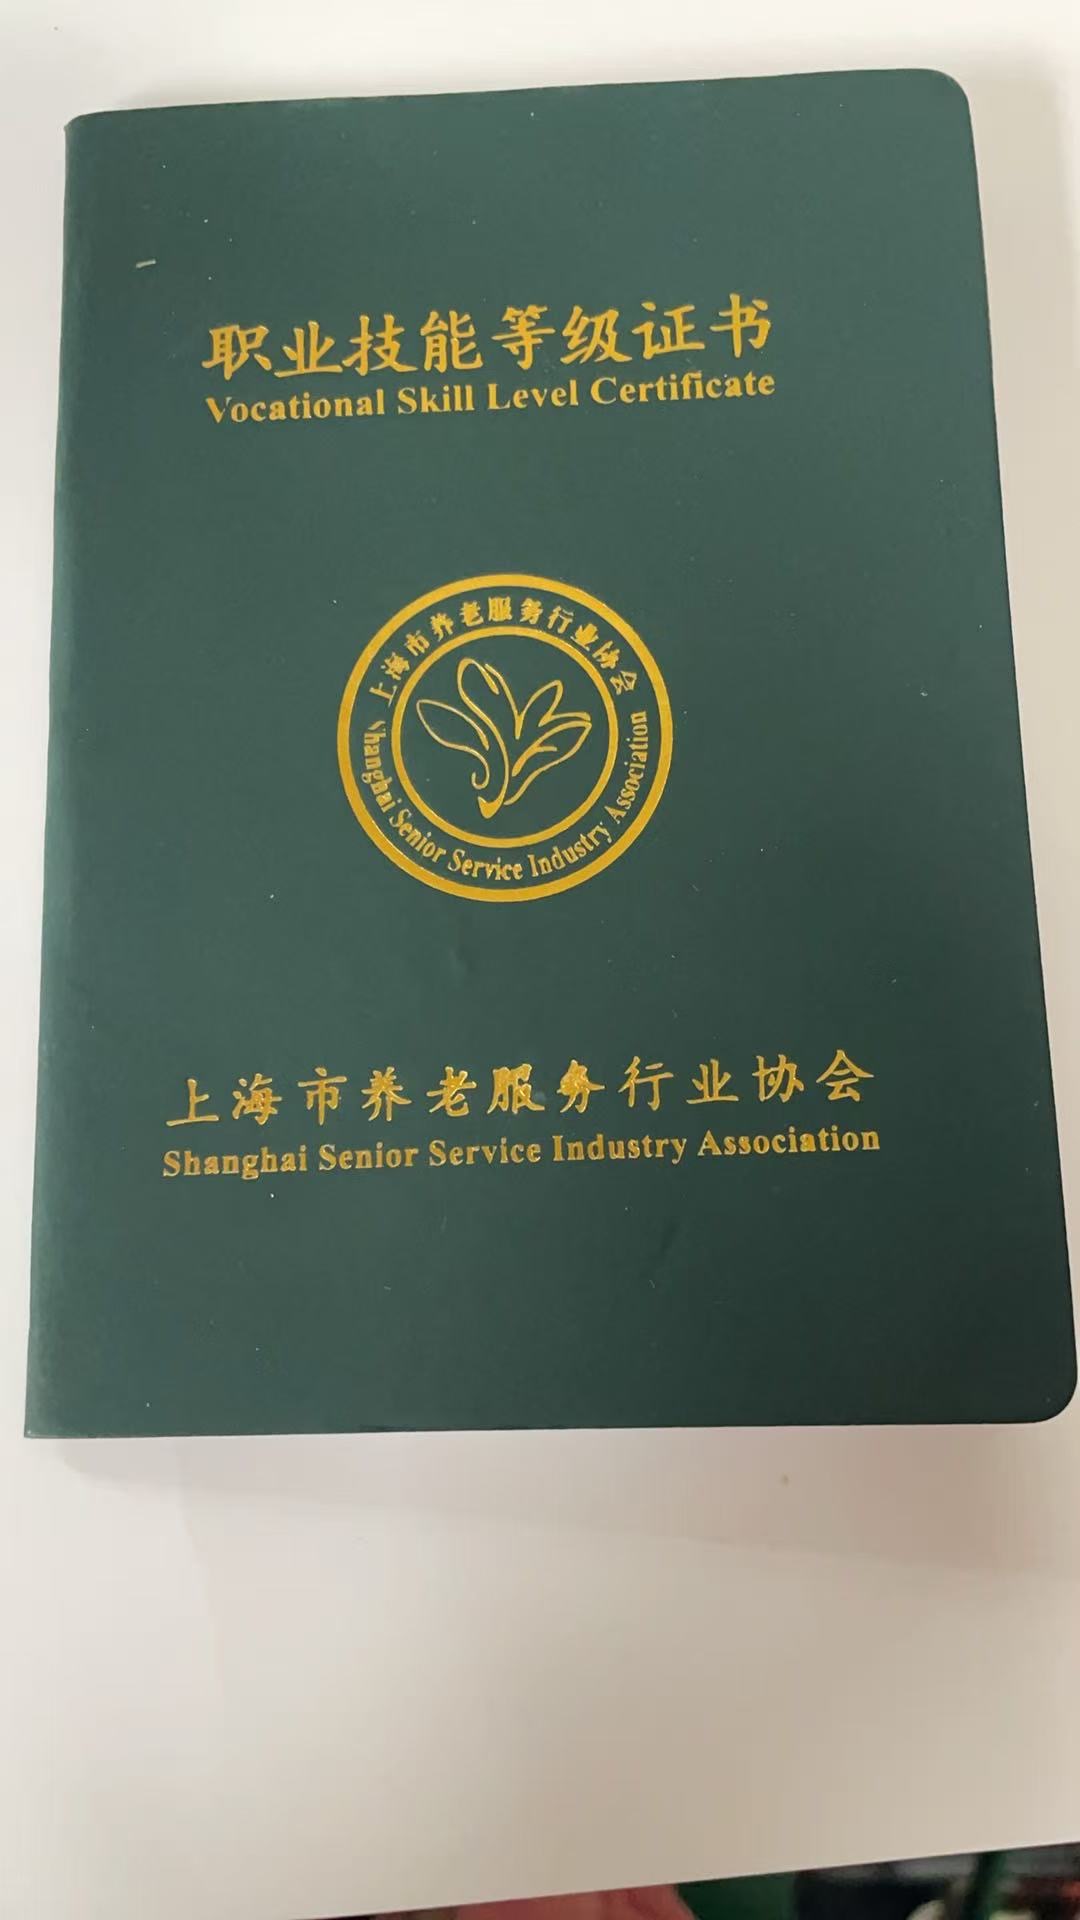 职业技能等级证书
Vocational Skill Level Certificate
上海市养老服务行业协会
Shanghai Senior Service Industry Association
上海市养老服务行业协会
Shanghai Senior Service Industry Association